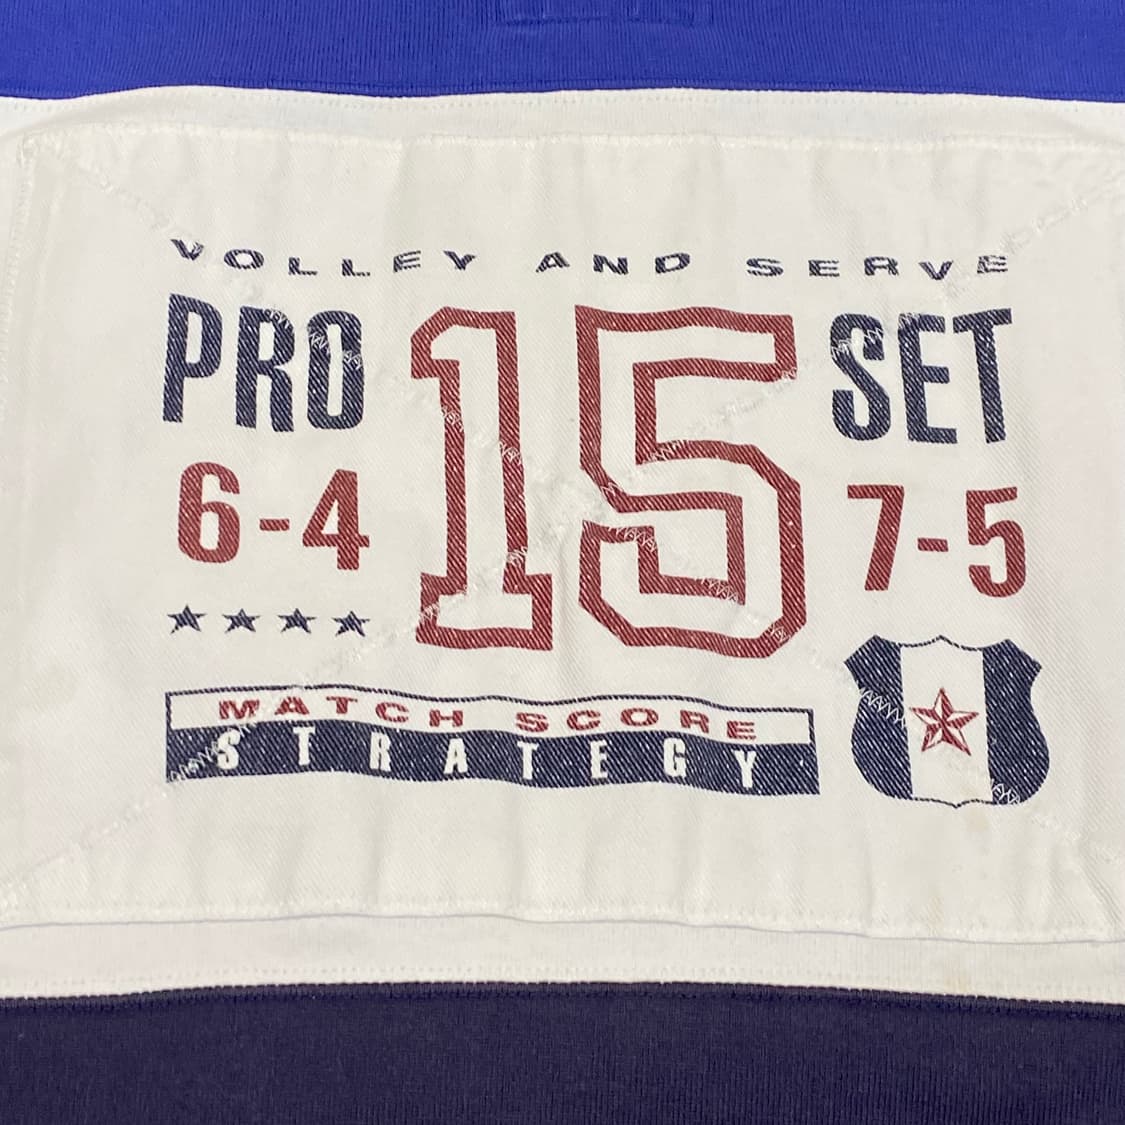 VOLLEY AND SERVE
PRO 15 SET
6-4 7-5
MATCH SCORE
STRATEGY